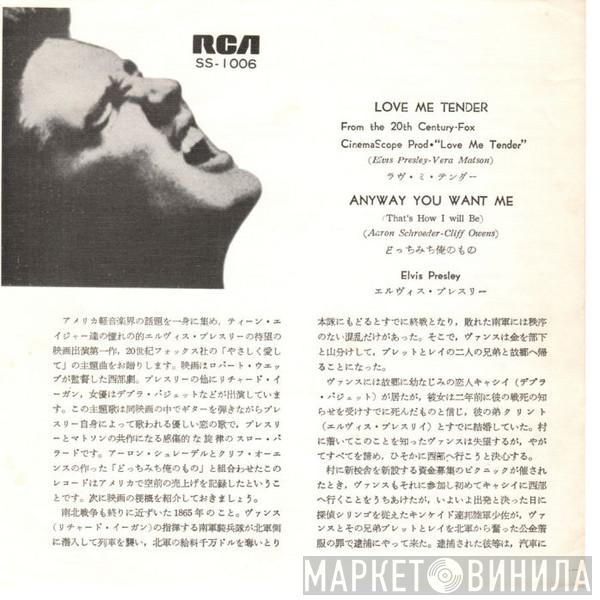 RCA
SS-1006
LOVE ME TENDER
From the 20th Century-Fox
CinemaScope Prod•"Love Me Tender"
(Elvis Presley-Vera Matson)
ラヴ・ミ・テンダー
ANYWAY YOU WANT ME
(That's How I will Be)
(Aaron Schroeder-Cliff Owens)
どっちみち俺のもの
Elvis Presley
エルヴィス・プレスリー
アメリカ軽音楽界の話題を一身に集め、ティーン・エ
イジャー達の憧れの的エルヴィス・プレスリーの待望の
映画出演第一作，20世紀フォックス社の「やさしく愛し
て」の主題曲をお贈りします。映画はロバート・ウエッ
ブが監督した西部劇。プレスリーの他にリチャード・イ
ーガン，女優はデブラ・パジェットなどが出演していま
す。この主題歌は同映画の中でギターを弾きながらプレス
リー自身によって歌われる優しい恋の歌で，プレスリ
ーとマトソンの共作になる感傷的な旋律のスロー・バ
ラードです。アーロン・シュレーデルとクリフ・オーエ
ンスの作った「どっちみち俺のもの」と組合わせたこの
レコードはアメリカで空前の売上げを記録したというこ
とです。次に映画の梗概を紹介しておきましょう。
南北戦争も終りに近ずいた1865年のこと。ヴァンス
(リチャード・イーガン)の指揮する南軍騎兵隊が北軍側
に潜入して列車を襲い，北軍の給料千万ドルを奪いとり
本隊にもどるとすでに終戦となり，敗れた南軍には秩序
のない混乱だけがあった。そこで，ヴァンスは金を部下
と山分けして，ブレットとレイの二人の兄弟と故郷へ帰
ることになった。
ヴァンスには故郷に幼なじみの恋人キャシイ(デブラ
・パジェット)が居たが，彼女は二年前に彼の戦死の知
らせを受けすでに死んだものと信じ，彼の弟クリント
(エルヴィス・プレスリイ)とすでに結婚していた。村
に着いてこのことを知ったヴァンスは失望するが，やが
てすべてを諦め，ひそかに西部へ行こうと決心する。
村に新校舎を新設する資金募集のピクニックが催され
たとき，ヴァンスもそれに参加し初めてキャシイに西部
へ行くことをうちあけたが，いよいよ出発と決った日に
探偵シリンゴを従えたキンケイド連邦陸軍少佐が，ヴァ
ンスとその兄弟ブレットとレイを北軍から奮った公金着
服の罪で逮捕にやって来た。逮捕された彼等は，汽車に
МАРКЕТ ВИНИЛА